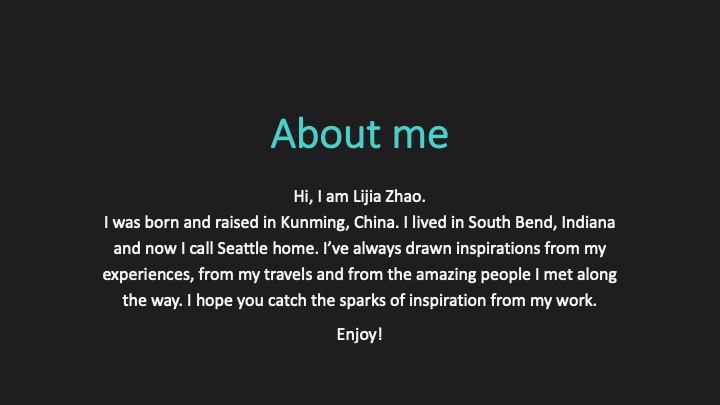 About me
Hi, I am Lijia Zhao.
I was born and raised in Kunming, China. I lived in South Bend, Indiana
and now I call Seattle home. I’ve always drawn inspirations from my
experiences, from my travels and from the amazing people I met along
the way. I hope you catch the sparks of inspiration from my work.
Enjoy!